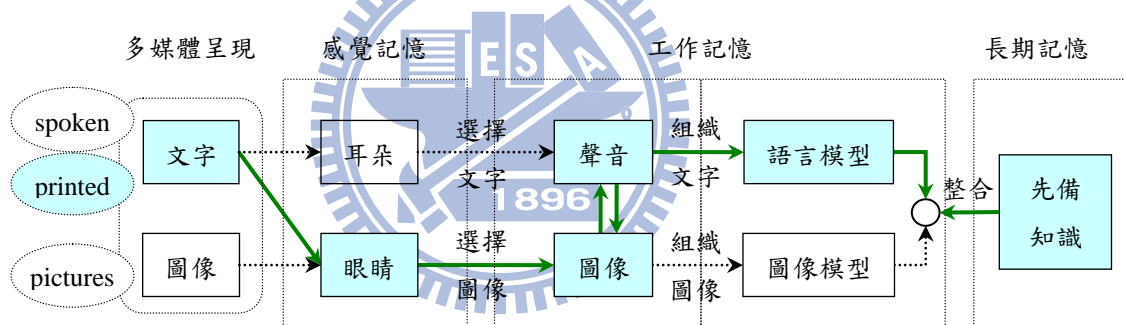 多媒體呈現
感覺記憶
工作記憶
長期記憶
spoken
printed
pictures
文字
圖像
耳朵
眼睛
選擇
文字
選擇
圖像
聲音
圖像
組織
文字
組織
圖像
語言模型
圖像模型
整合
先備
知識
ES
A
1896